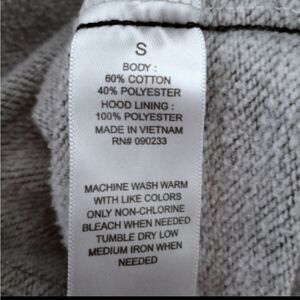 S
BODY :
60% COTTON
40% POLYESTER
HOOD LINING :
100% POLYESTER
MADE IN VIETNAM
RN# 090233
MACHINE WASH WARM
WITH LIKE COLORS
ONLY NON-CHLORINE
BLEACH WHEN NEEDED
TUMBLE DRY LOW
MEDIUM IRON WHEN
NEEDED